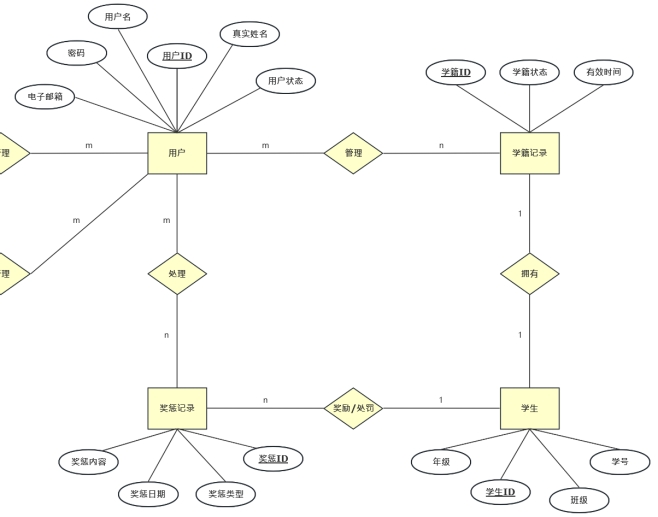 用户名
真实姓名
密码
用户ID
用户状态
电子邮箱
学籍ID
学籍状态
有效时间
理
m
用户
m
管理
n
学籍记录
m
m
1
理
处理
拥有
n
1
奖惩记录
n
奖励/处罚
1
学生
奖惩内容
奖惩ID
年级
学号
奖惩日期
奖惩类型
学生ID
班级